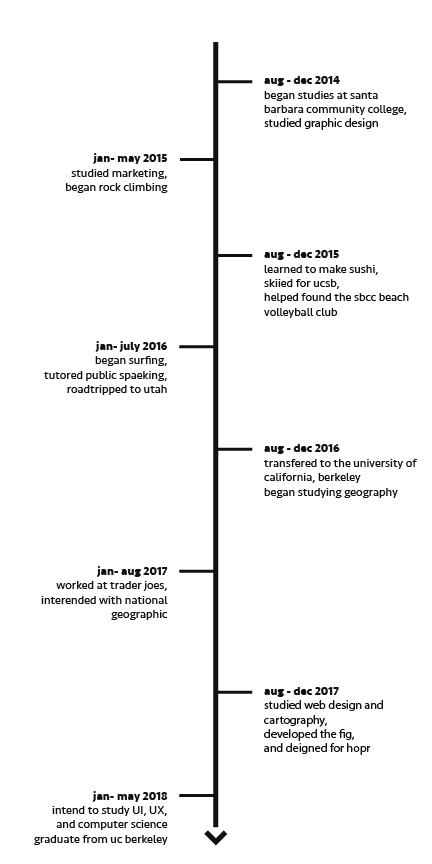 aug - dec 2014
began studies at santa
barbara community college,
studied graphic design
jan- may 2015
studied marketing,
began rock climbing
aug - dec 2015
learned to make sushi,
skiied for ucsb,
helped found the sbcc beach
volleyball club
jan- july 2016
began surfing,
tutored public spaeking,
roadtripped to utah
aug - dec 2016
transfered to the university of
california, berkeley
began studying geography
jan- aug 2017
worked at trader joes,
interended with national
geographic
aug - dec 2017
studied web design and
cartography,
developed the fig,
and deigned for hopr
jan- may 2018
intend to study UI, UX,
and computer science
graduate from uc berkeley